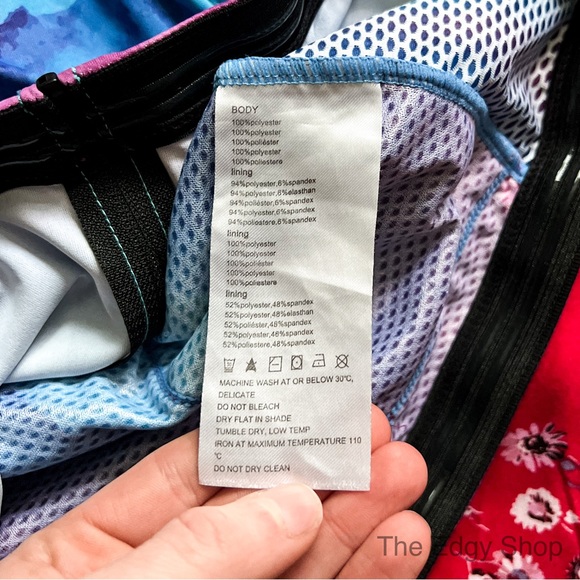 BODY
100%polyester
100%polyester
100%poliéster
100%polyester
100%poliestere
lining
94%polyester,6%spandex
94%polyester,6%elasthan
94%poliéster,6%spandex
94%polyester,6%spandex
94%poliestere,6%spandex
lining
100%polyester
100%polyester
100%poliéster
100%polyester
100%poliestere
lining
52%polyester,48%spandex
52%polyester,48%elasthan
52%poliéster,48%spandex
52%polyester,48%spandex
52%poliestere,48%spandex
MACHINE WASH AT OR BELOW 30℃,
DELICATE
DO NOT BLEACH
DRY FLAT IN SHADE
TUMBLE DRY, LOW TEMP
IRON AT MAXIMUM TEMPERATURE 110
℃
DO NOT DRY CLEAN
The Edgy Shop